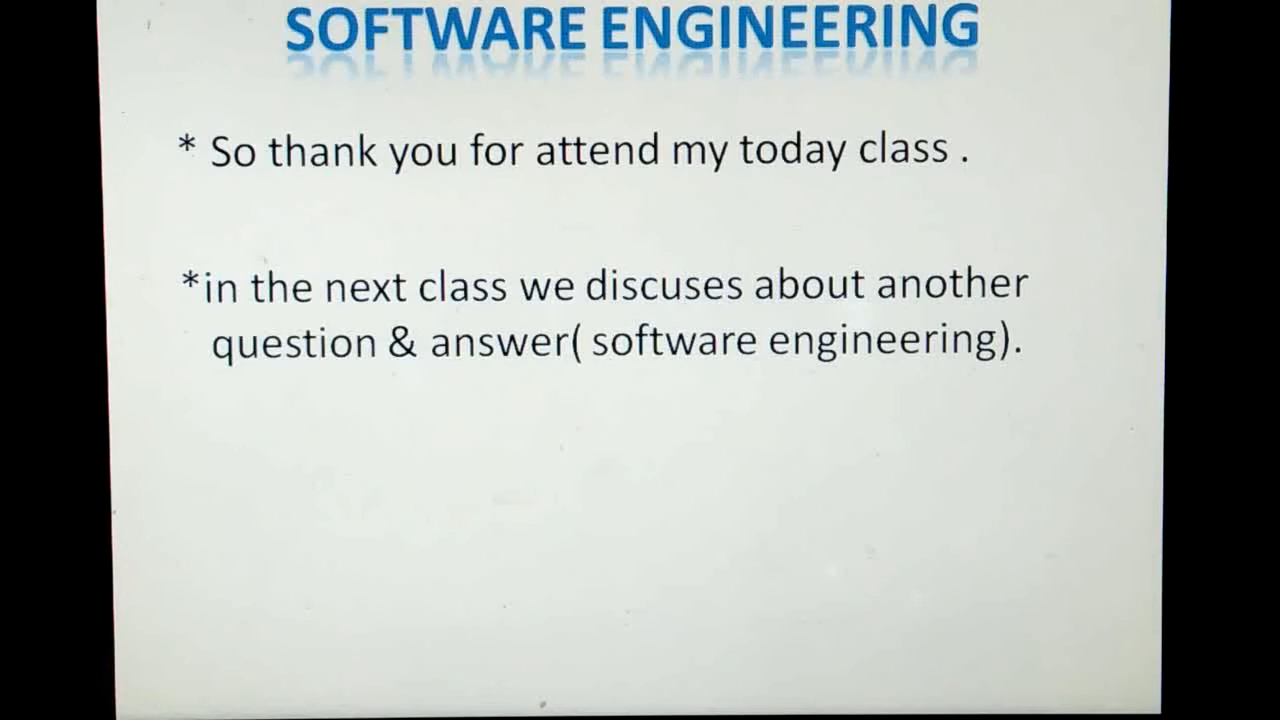 SOFTWARE ENGINEERING
* So thank you for attend my today class .
*in the next class we discuses about another
question & answer( software engineering).